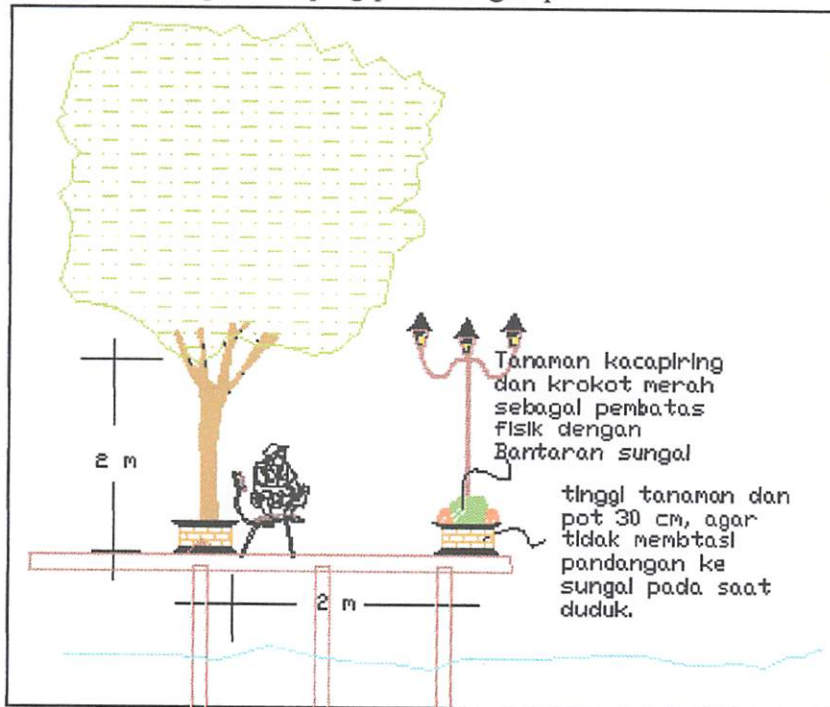 2 m
Tanaman kacapiring
dan krokot merah
sebagai pembatas
fisik dengan
Bantaran sungai
tinggi tanaman dan
pot 30 cm, agar
tidak membtasi
pandangan ke
sungai pada saat
duduk.
2 m